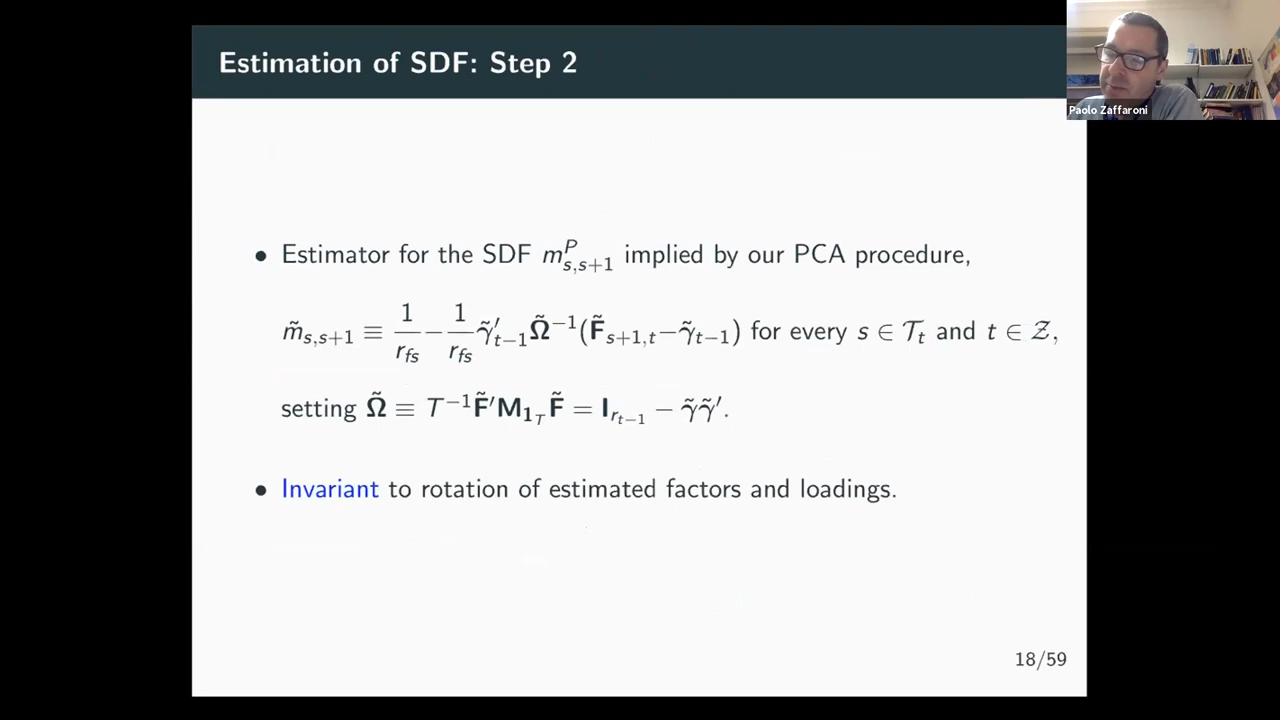 Estimation of SDF: Step 2
Paolo Zaffaroni
• Estimator for the SDF m^P_{s,s+1} implied by our PCA procedure,
m̃_{s,s+1} ≡ 1/r_{fs} − 1/r_{fs} γ̃′_{t−1} Ω̃^{−1}(F̃_{s+1,t} − γ̃_{t−1}) for every s ∈ 𝒯_t and t ∈ 𝒵,
setting Ω̃ ≡ T^{−1}F̃′M_{1_T}F̃ = I_{r_{t−1}} − γ̃γ̃′.
• Invariant to rotation of estimated factors and loadings.
18/59